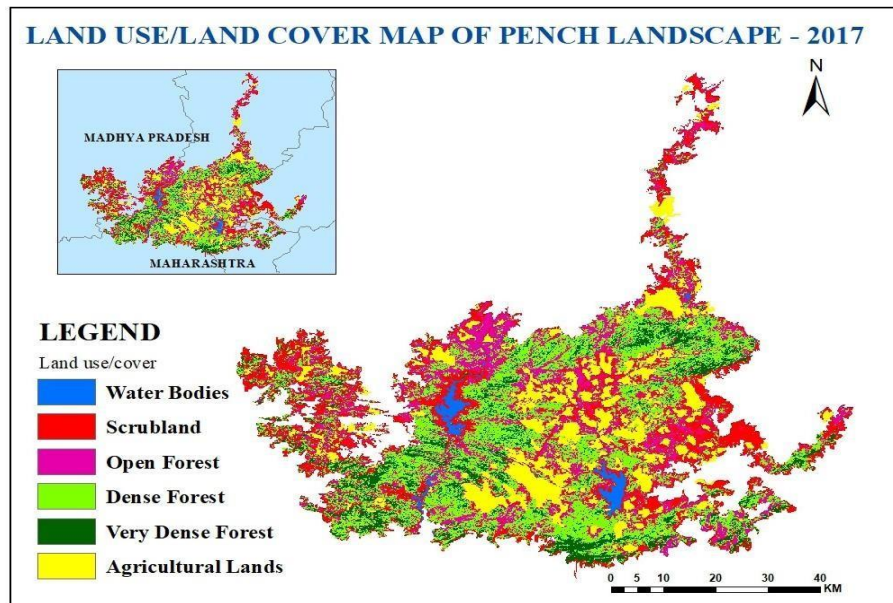 LAND USE/LAND COVER MAP OF PENCH LANDSCAPE - 2017
N
MADHYA PRADESH
MAHARASHTRA
LEGEND
Land use/cover
Water Bodies
Scrubland
Open Forest
Dense Forest
Very Dense Forest
Agricultural Lands
0 5 10 20 30 40
KM